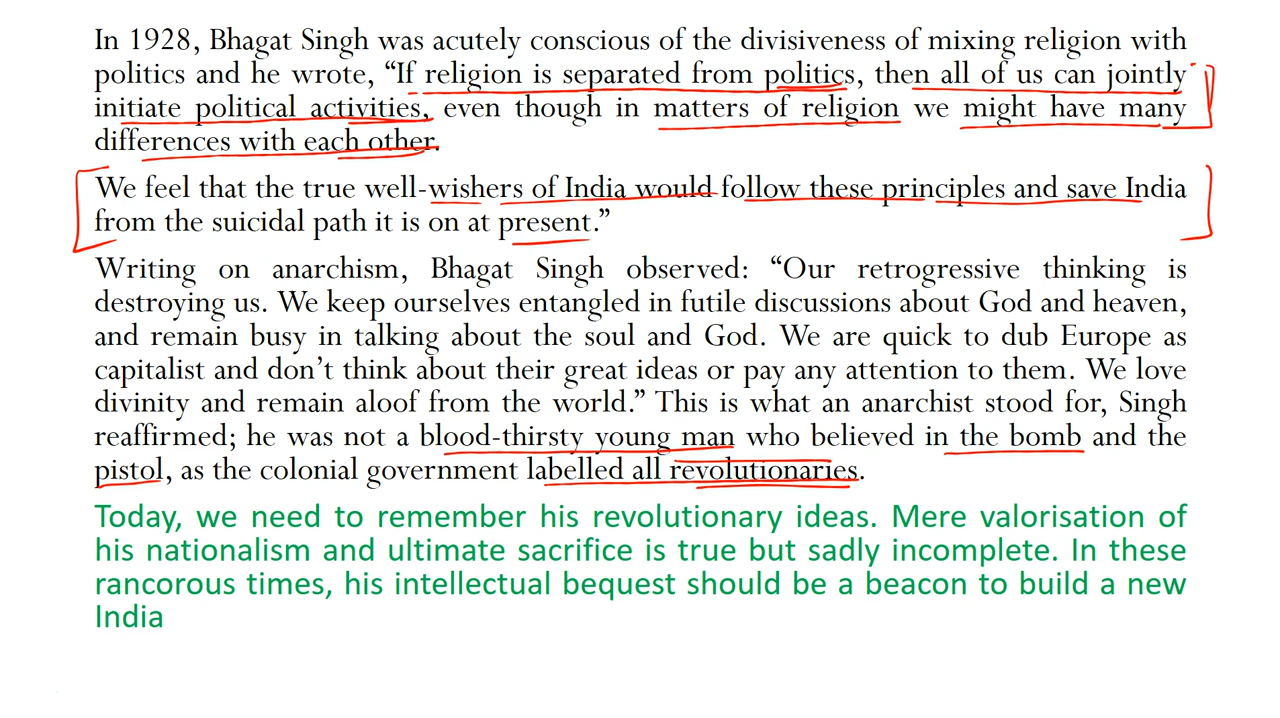 In 1928, Bhagat Singh was acutely conscious of the divisiveness of mixing religion with
politics and he wrote, “If religion is separated from politics, then all of us can jointly
initiate political activities, even though in matters of religion we might have many
differences with each other.
We feel that the true well-wishers of India would follow these principles and save India
from the suicidal path it is on at present.”
Writing on anarchism, Bhagat Singh observed: “Our retrogressive thinking is
destroying us. We keep ourselves entangled in futile discussions about God and heaven,
and remain busy in talking about the soul and God. We are quick to dub Europe as
capitalist and don’t think about their great ideas or pay any attention to them. We love
divinity and remain aloof from the world.” This is what an anarchist stood for, Singh
reaffirmed; he was not a blood-thirsty young man who believed in the bomb and the
pistol, as the colonial government labelled all revolutionaries.
Today, we need to remember his revolutionary ideas. Mere valorisation of
his nationalism and ultimate sacrifice is true but sadly incomplete. In these
rancorous times, his intellectual bequest should be a beacon to build a new
India